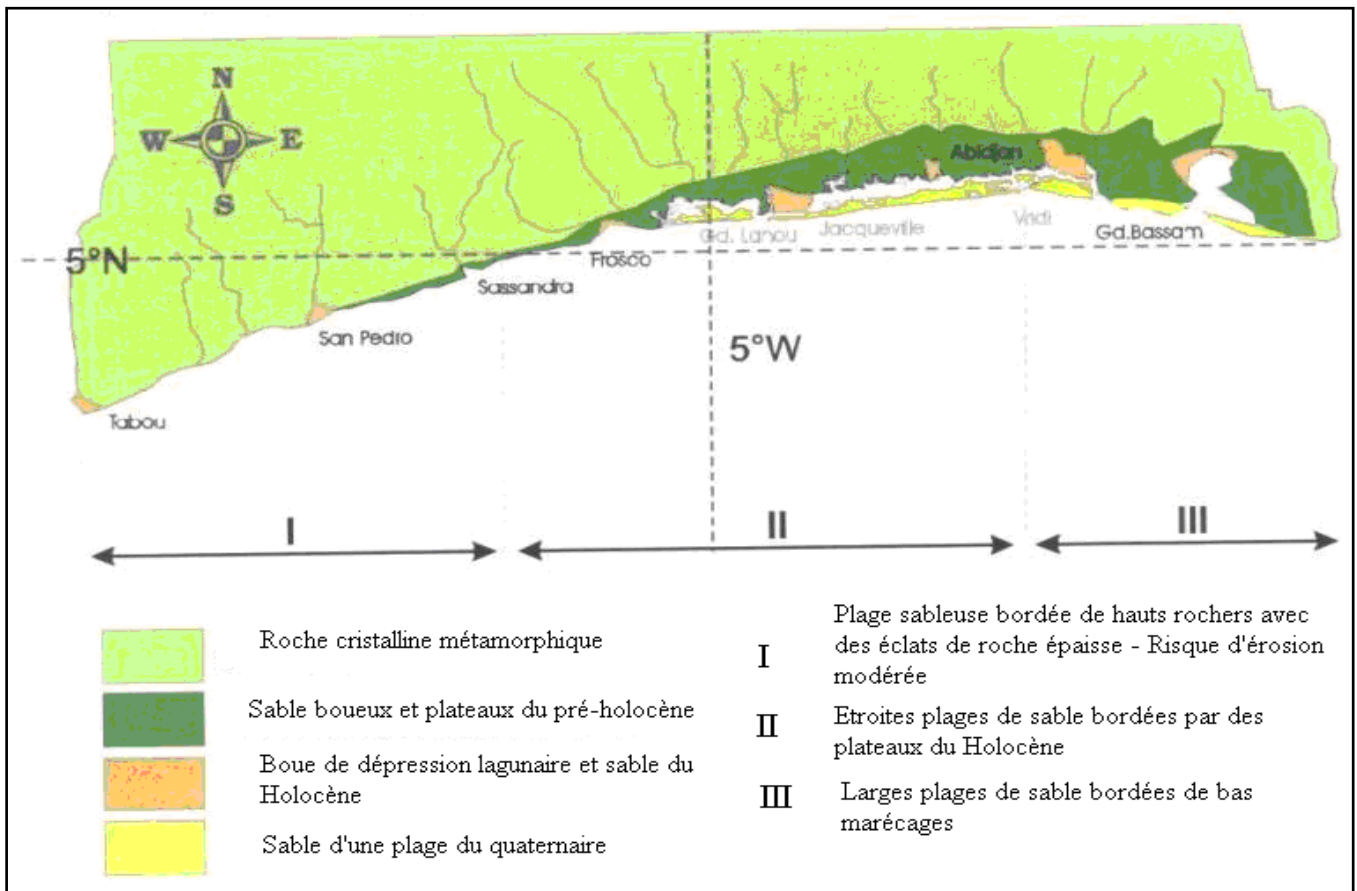 N
W E
S
Abidjan
5°N
Gd. Lahou
Jacqueville
Vridi
Gd.Bassam
Frosco
Sassandra
San Pedro
5°W
Tabou
I
II
III
Roche cristalline métamorphique
Sable boueux et plateaux du pré-holocène
Boue de dépression lagunaire et sable du
Holocène
Sable d'une plage du quaternaire
I
Plage sableuse bordée de hauts rochers avec
des éclats de roche épaisse - Risque d'érosion
modérée
II
Etroites plages de sable bordées par des
plateaux du Holocène
III
Larges plages de sable bordées de bas
marécages